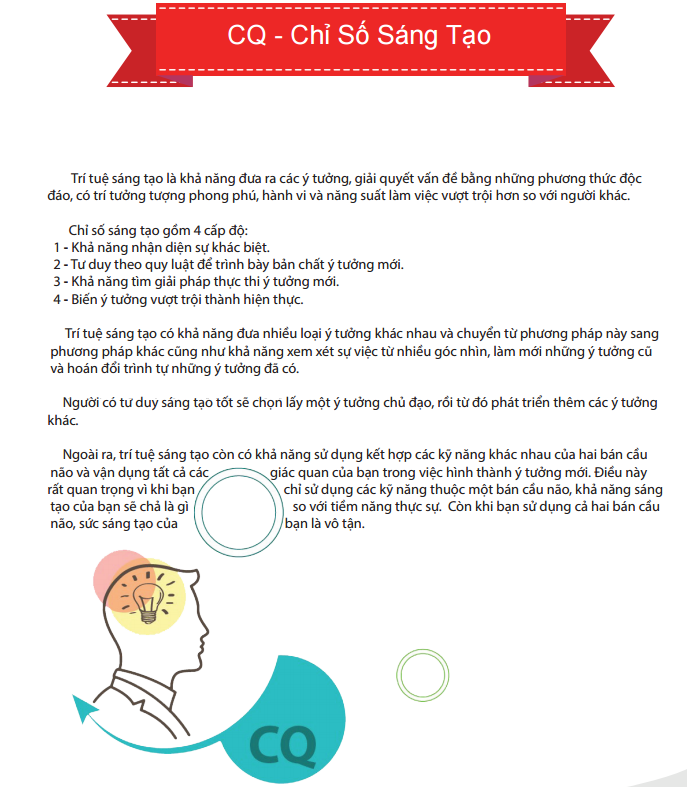 CQ - Chỉ Số Sáng Tạo
Trí tuệ sáng tạo là khả năng đưa ra các ý tưởng, giải quyết vấn đề bằng những phương thức độc
đáo, có trí tưởng tượng phong phú, hành vi và năng suất làm việc vượt trội hơn so với người khác.
Chỉ số sáng tạo gồm 4 cấp độ:
1 - Khả năng nhận diện sự khác biệt.
2 - Tư duy theo quy luật để trình bày bản chất ý tưởng mới.
3 - Khả năng tìm giải pháp thực thi ý tưởng mới.
4 - Biến ý tưởng vượt trội thành hiện thực.
Trí tuệ sáng tạo có khả năng đưa nhiều loại ý tưởng khác nhau và chuyển từ phương pháp này sang
phương pháp khác cũng như khả năng xem xét sự việc từ nhiều góc nhìn, làm mới những ý tưởng cũ
và hoán đổi trình tự những ý tưởng đã có.
Người có tư duy sáng tạo tốt sẽ chọn lấy một ý tưởng chủ đạo, rồi từ đó phát triển thêm các ý tưởng
khác.
Ngoài ra, trí tuệ sáng tạo còn có khả năng sử dụng kết hợp các kỹ năng khác nhau của hai bán cầu
não và vận dụng tất cả các giác quan của bạn trong việc hình thành ý tưởng mới. Điều này
rất quan trọng vì khi bạn chỉ sử dụng các kỹ năng thuộc một bán cầu não, khả năng sáng
tạo của bạn sẽ chả là gì so với tiềm năng thực sự. Còn khi bạn sử dụng cả hai bán cầu
não, sức sáng tạo của bạn là vô tận.
CQ